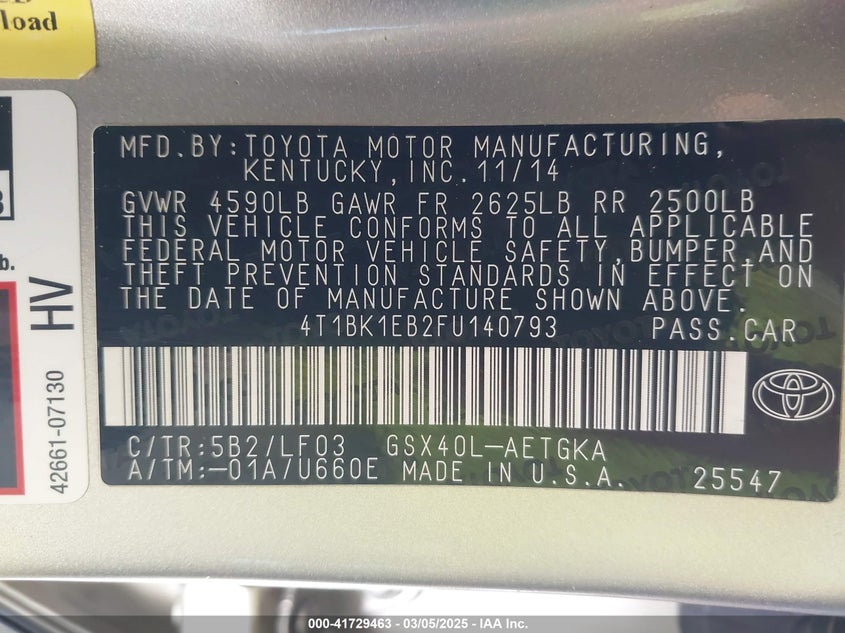 load
MFD.BY:TOYOTA MOTOR MANUFACTURING,
KENTUCKY,INC.11/14
GVWR 4590LB GAWR FR 2625LB RR 2500LB
THIS VEHICLE CONFORMS TO ALL APPLICABLE
FEDERAL MOTOR VEHICLE SAFETY,BUMPER,AND
THEFT PREVENTION STANDARDS IN EFFECT ON
THE DATE OF MANUFACTURE SHOWN ABOVE.
4T1BK1EB2FU140793 PASS.CAR
C/TR:5B2/LF03 GSX40L-AETGKA
A/TM:-01A/U660E MADE IN U.S.A. 25547
b.
HV
42661-07130
000-41729463 - 03/05/2025 - IAA Inc.